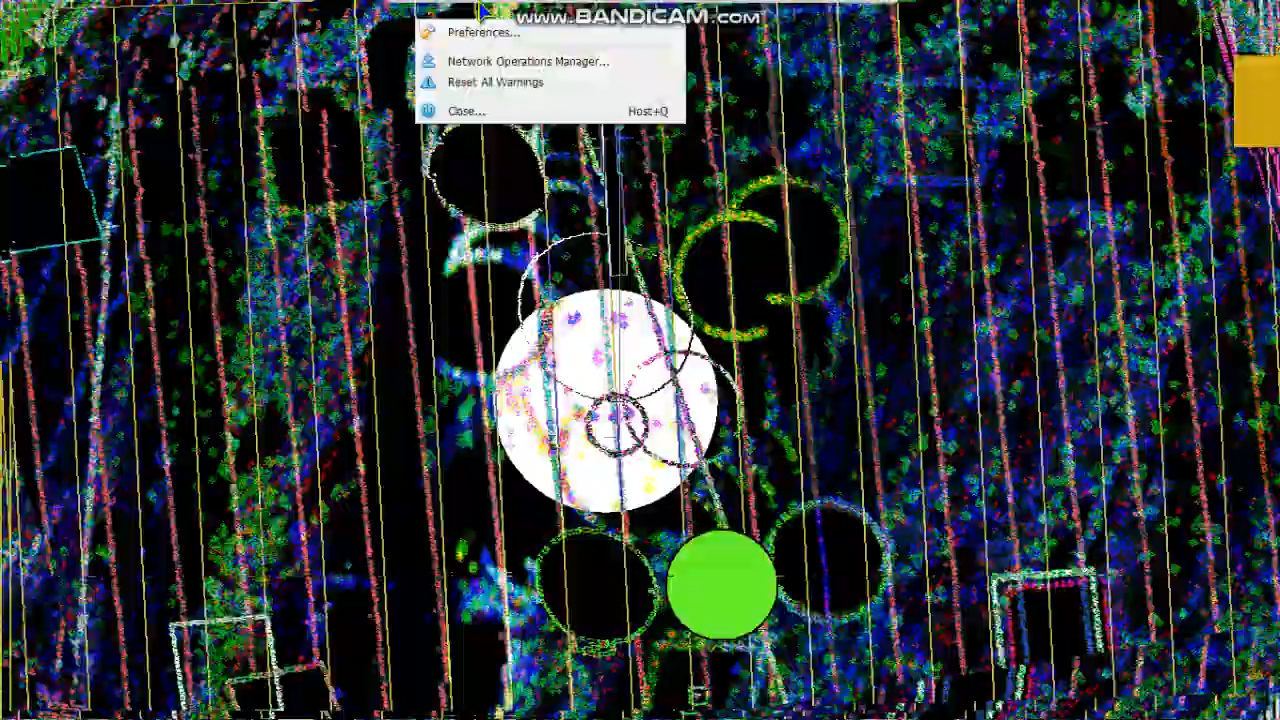 www.BANDICAM.com
Preferences...
Network Operations Manager...
Reset All Warnings
Close... Host+Q